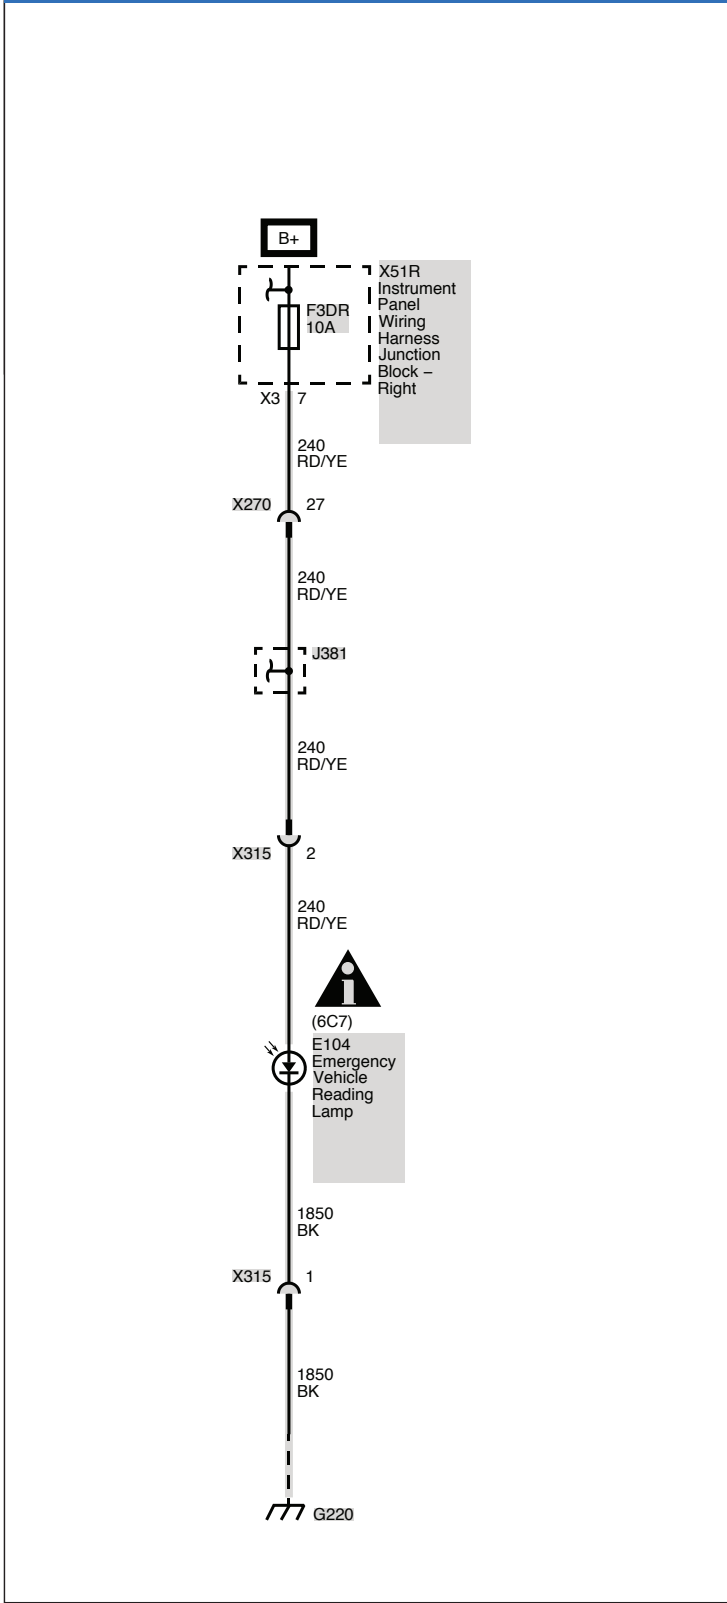 B+
X51R
Instrument
Panel
Wiring
Harness
Junction
Block –
Right
F3DR
10A
X3 7
240
RD/YE
X270 27
240
RD/YE
J381
240
RD/YE
X315 2
240
RD/YE
i
(6C7)
E104
Emergency
Vehicle
Reading
Lamp
1850
BK
X315 1
1850
BK
G220